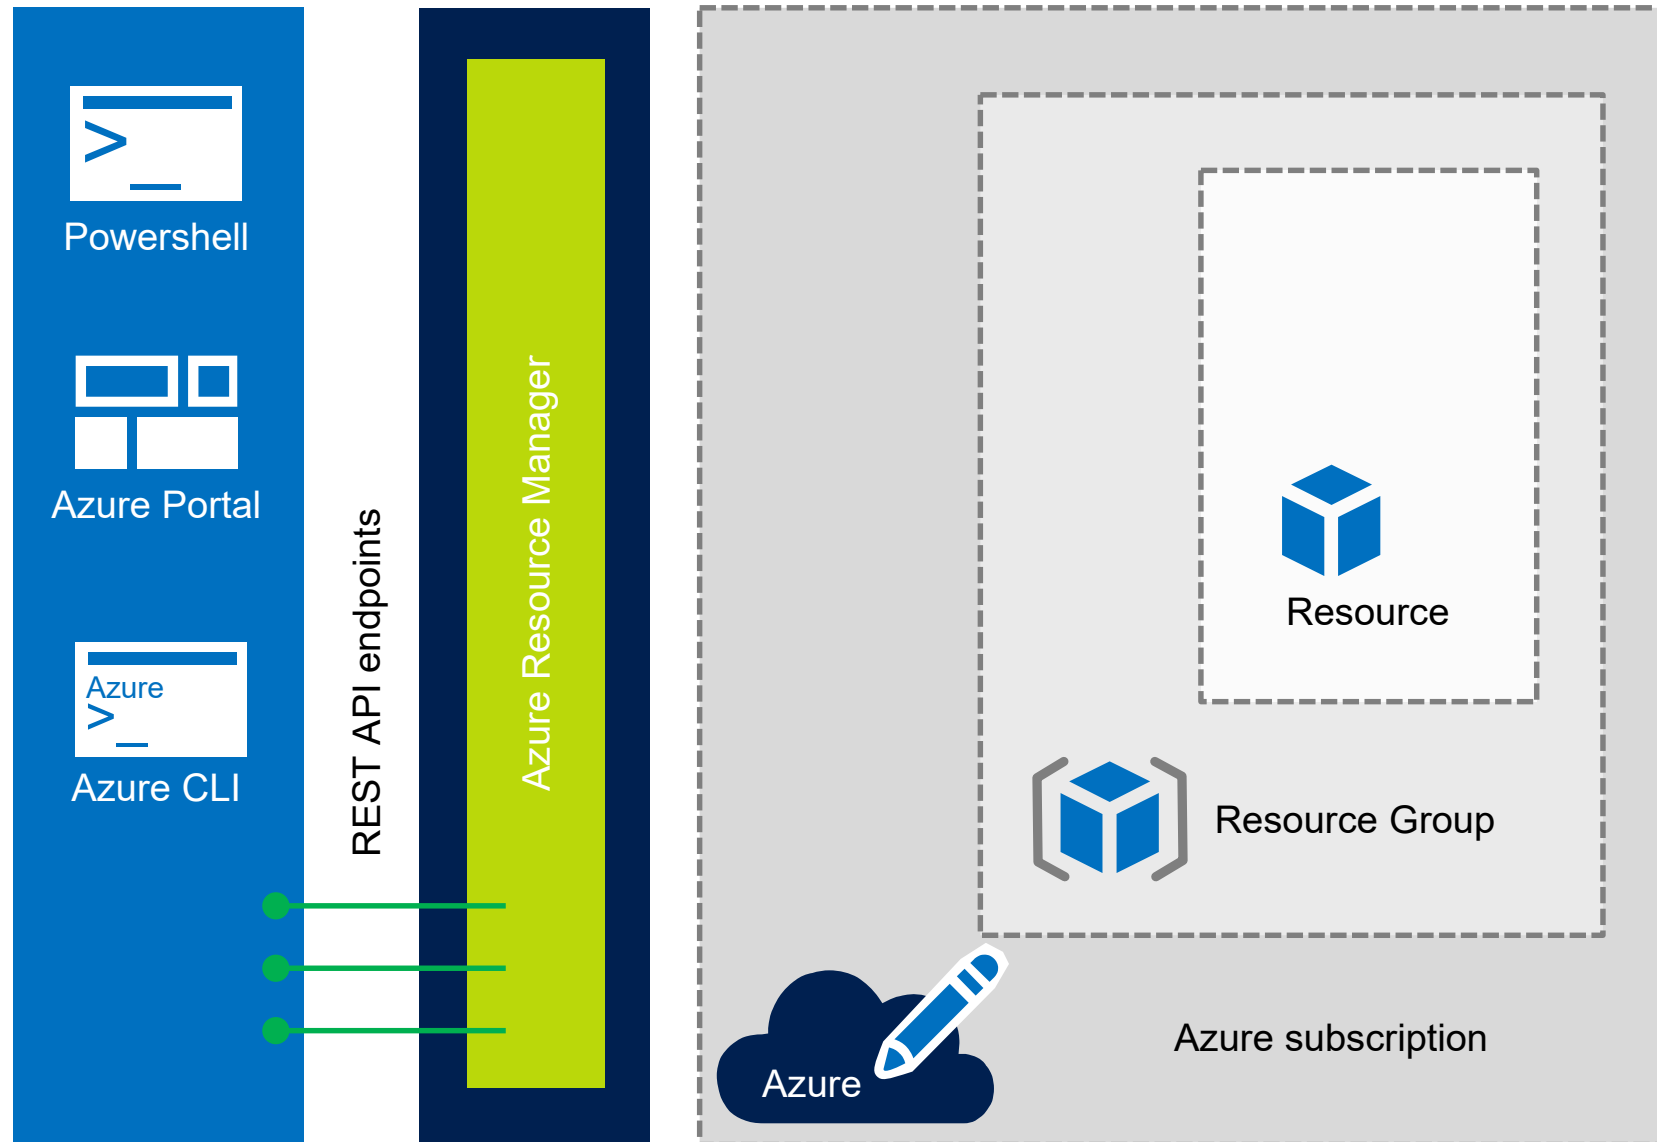 Powershell
Azure Portal
Azure
>_
Azure CLI
REST API endpoints
Azure Resource Manager
Resource
Resource Group
Azure subscription
Azure